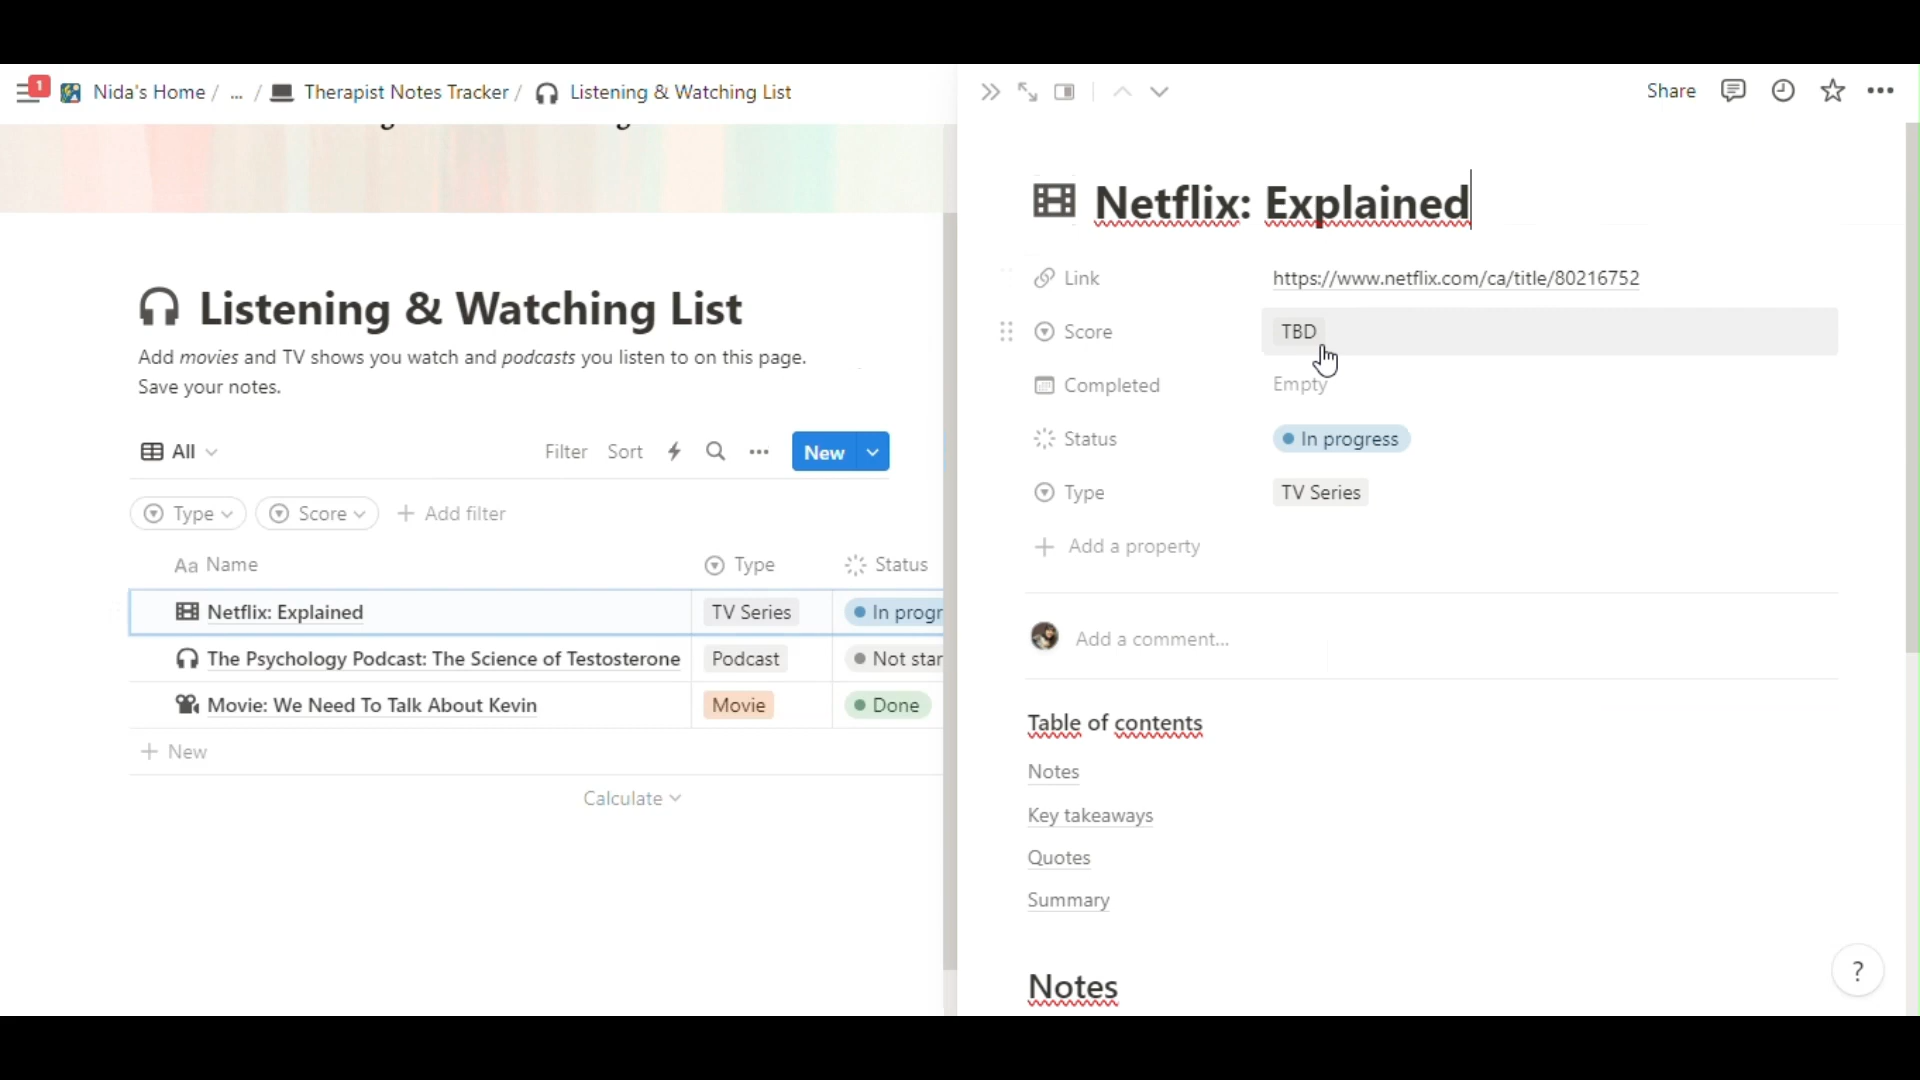 1
Nida's Home / ... / Therapist Notes Tracker / Listening & Watching List
Listening & Watching List
Add movies and TV shows you watch and podcasts you listen to on this page.
Save your notes.
All
Filter Sort New
Type Score + Add filter
Aa Name Type Status
Netflix: Explained TV Series In progr
The Psychology Podcast: The Science of Testosterone Podcast Not star
Movie: We Need To Talk About Kevin Movie Done
+ New
Calculate
Share
Netflix: Explained
Link https://www.netflix.com/ca/title/80216752
Score TBD
Completed Empty
Status In progress
Type TV Series
+ Add a property
Add a comment...
Table of contents
Notes
Key takeaways
Quotes
Summary
Notes
?